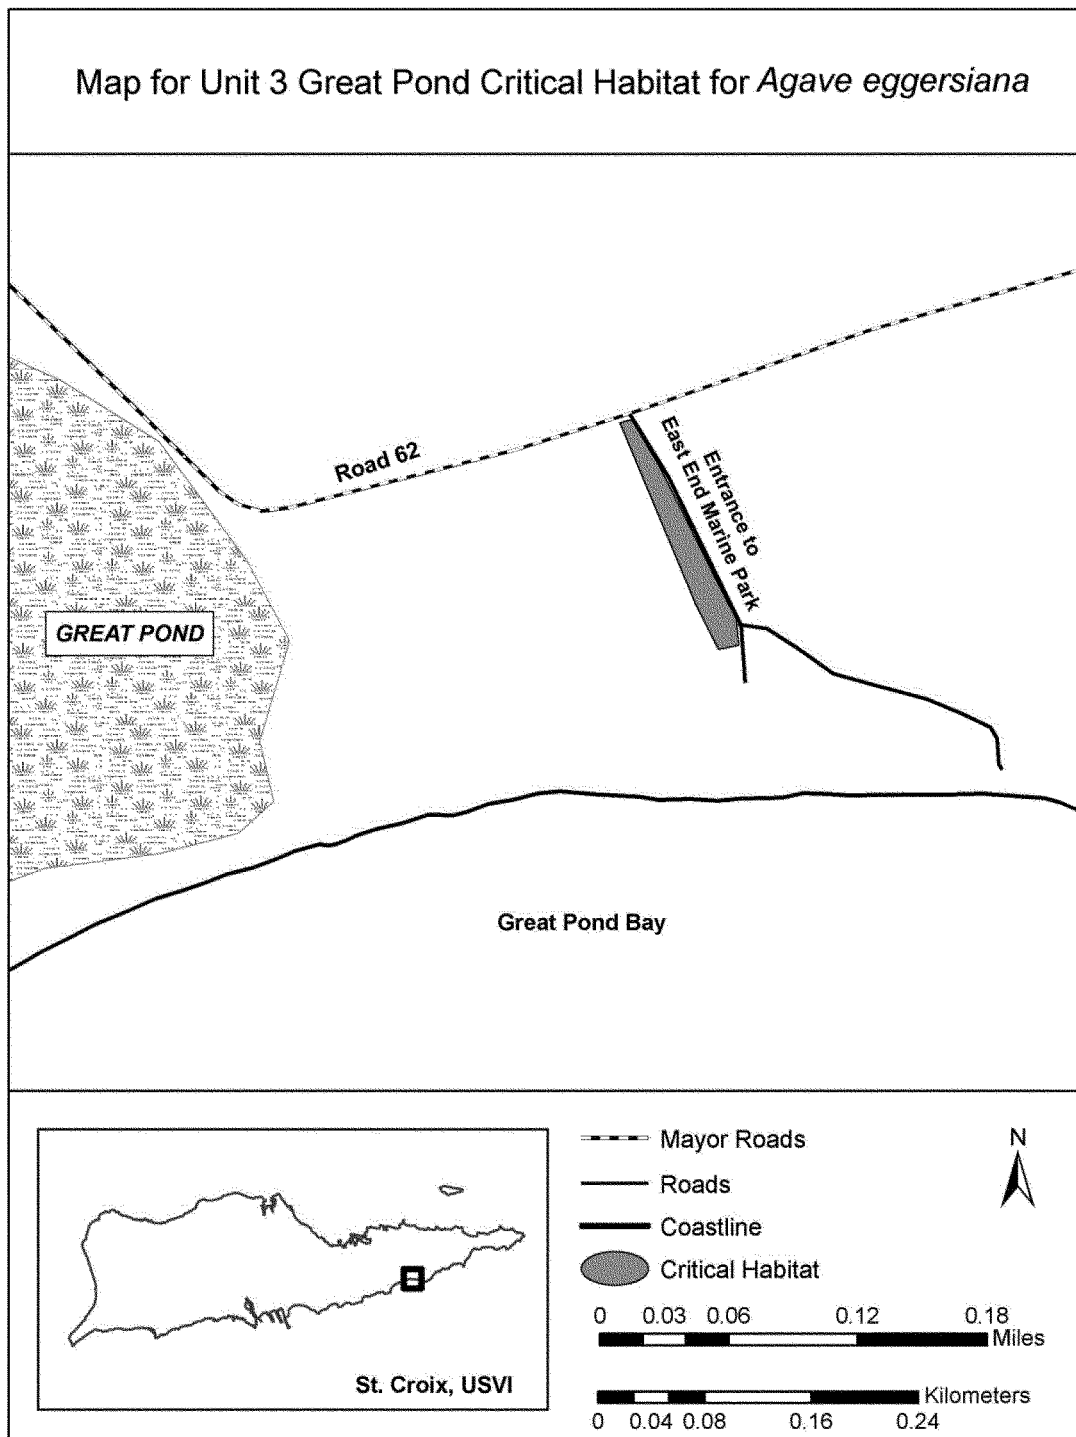 Map for Unit 3 Great Pond Critical Habitat for Agave eggersiana
Road 62
Entrance to
East End Marine Park
GREAT POND
Great Pond Bay
St. Croix, USVI
Mayor Roads
Roads
Coastline
Critical Habitat
N
0 0.03 0.06 0.12 0.18
Miles
Kilometers
0 0.04 0.08 0.16 0.24